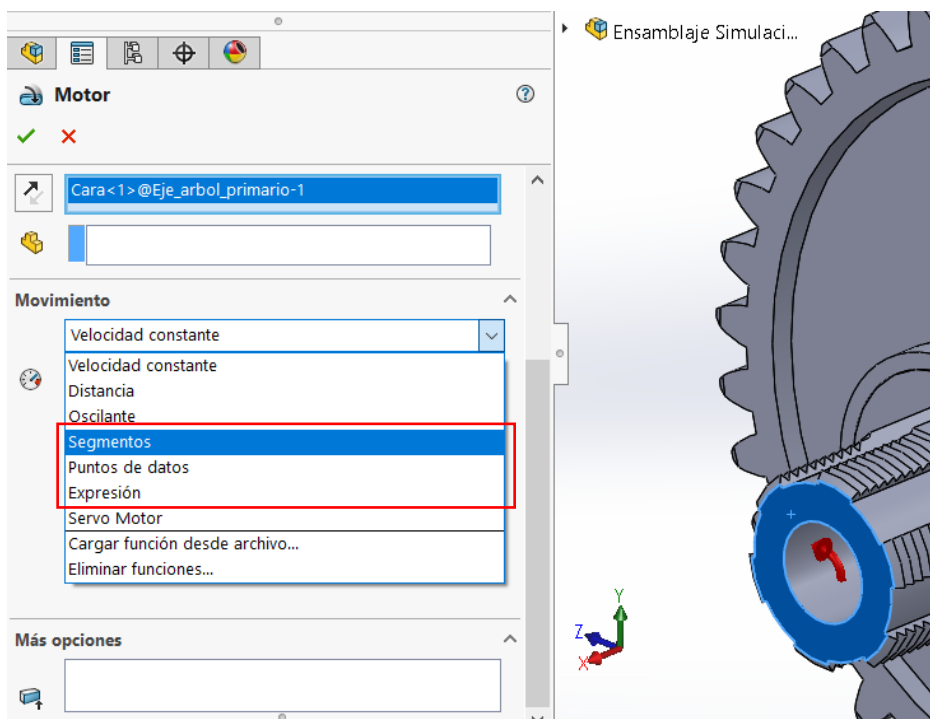 Ensamblaje Simulaci...
Motor
Cara<1>@Eje_arbol_primario-1
Movimiento
Velocidad constante
Velocidad constante
Distancia
Oscilante
Segmentos
Puntos de datos
Expresión
Servo Motor
Cargar función desde archivo...
Eliminar funciones...
Más opciones
Y
Z
X